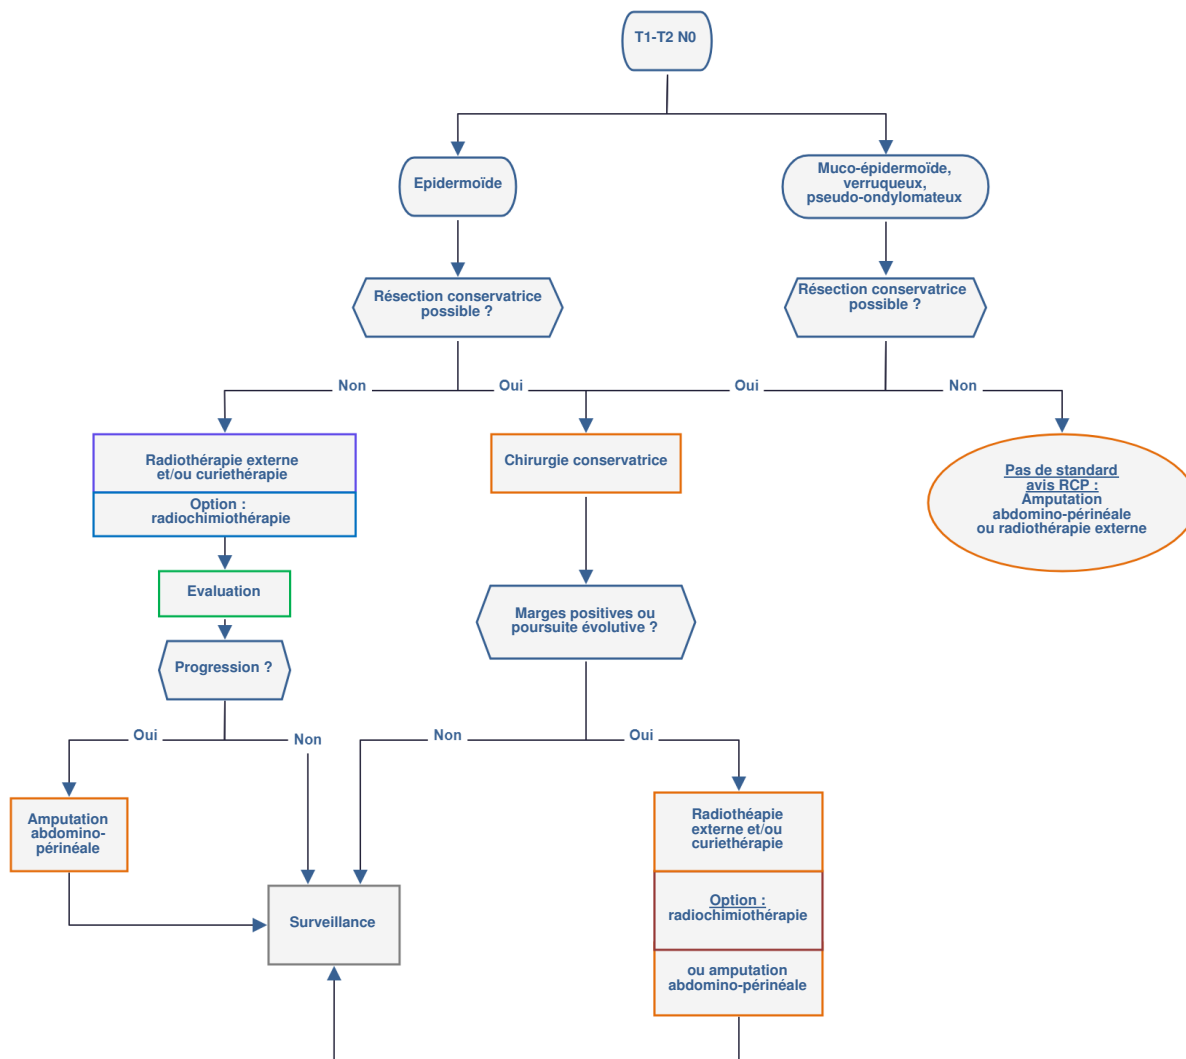 T1-T2 N0
Epidermoïde
Muco-épidermoïde,
verruqueux,
pseudo-ondylomateux
Résection conservatrice
possible ?
Résection conservatrice
possible ?
Non
Oui
Oui
Non
Radiothérapie externe
et/ou curiethérapie
Option :
radiochimiothérapie
Chirurgie conservatrice
Pas de standard
avis RCP :
Amputation
abdomino-périnéale
ou radiothérapie externe
Evaluation
Marges positives ou
poursuite évolutive ?
Progression ?
Oui
Non
Non
Oui
Amputation
abdomino-
périnéale
Radiothéapie
externe et/ou
curiethérapie
Surveillance
Option :
radiochimiothérapie
ou amputation
abdomino-périnéale